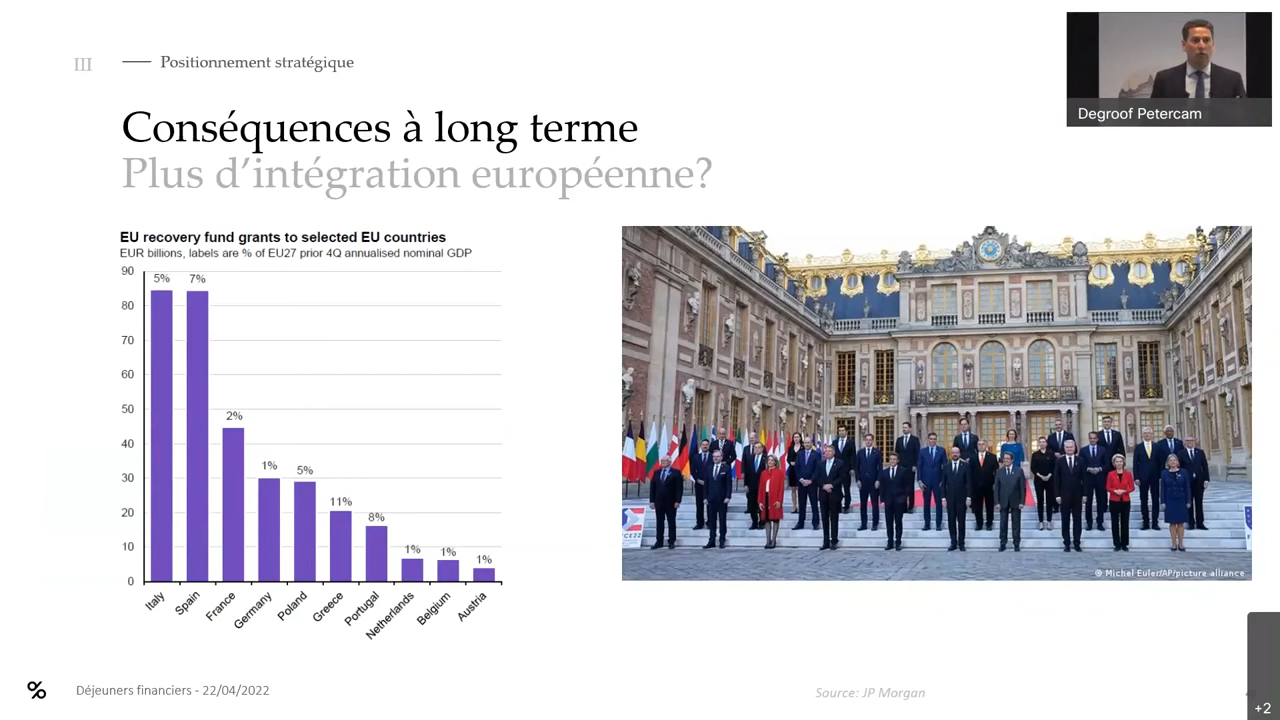 III
Positionnement stratégique
Degroof Petercam
Conséquences à long terme
Plus d’intégration européenne?
EU recovery fund grants to selected EU countries
EUR billions, labels are % of EU27 prior 4Q annualised nominal GDP
90
80
70
60
50
40
30
20
10
0
5%
7%
2%
1%
5%
11%
8%
1%
1%
1%
Italy
Spain
France
Germany
Poland
Greece
Portugal
Netherlands
Belgium
Austria
CE22
© Michel Euler/AP/picture alliance
%
Déjeuners financiers - 22/04/2022
Source: JP Morgan
+2